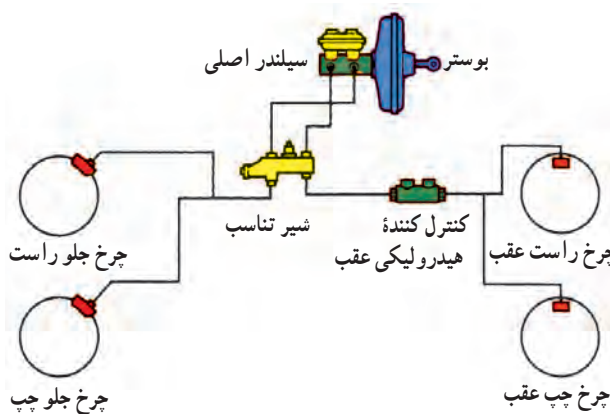 بوستر
سیلندر اصلی
شیر تناسب
کنترل کنندهٔ
هیدرولیکی عقب
چرخ راست عقب
چرخ جلو راست
چرخ چپ عقب
چرخ جلو چپ